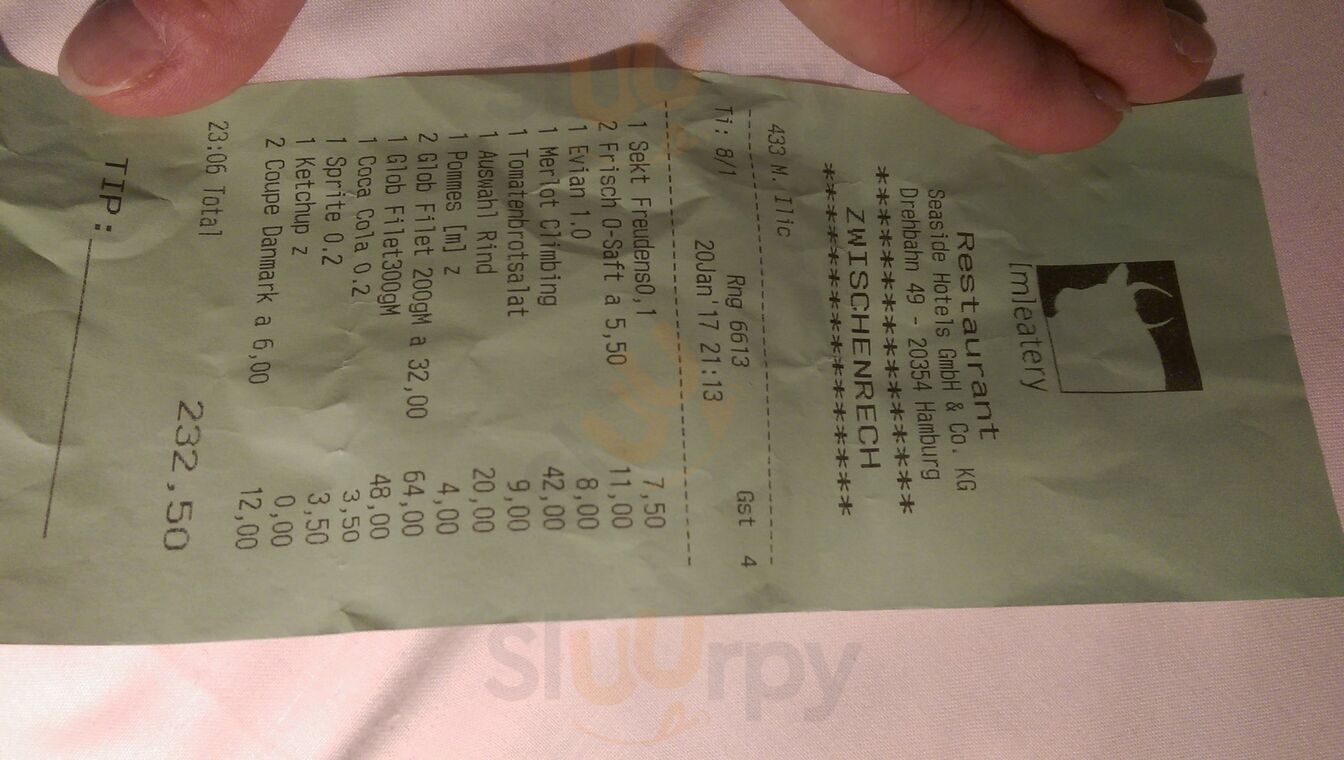 [m]eatery
Restaurant
Seaside Hotels GmbH & Co. KG
Drehbahn 49 - 20354 Hamburg
********************
ZWISCHENRECH
********************
433 M. Ilic
Rng 6613 Gst 4
Ti: 8/1 20Jan'17 21:13
1 Sekt Freudens0,1 7,50
2 Frisch O-Saft a 5,50 11,00
1 Evian 1.0 8,00
1 Merlot Climbing 42,00
1 Tomatenbrotsalat 9,00
1 Auswahl Rind 20,00
1 Pommes [m] z 4,00
2 Glob Filet 200gM a 32,00 64,00
1 Glob Filet300gM 48,00
1 Coca Cola 0.2 3,50
1 Sprite 0.2 3,50
1 Ketchup z 0,00
2 Coupe Danmark a 6,00 12,00
23:06 Total 232,50
TIP:
Sluurpy
Sluurpy